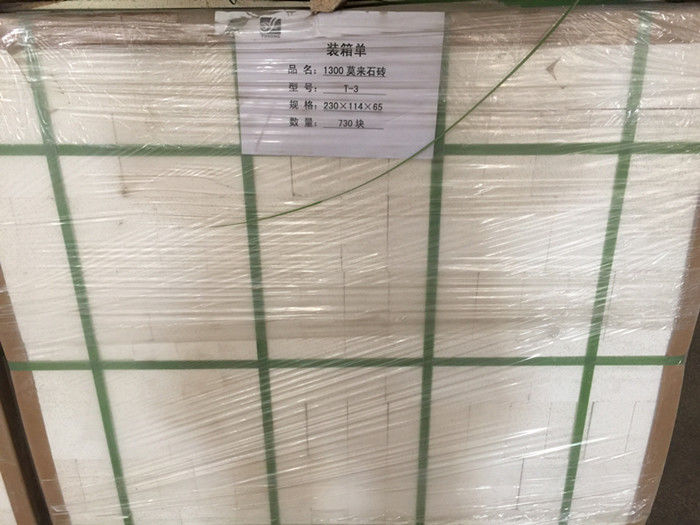 装箱单
品 名: 1300 莫来石砖
型 号: T-3
规 格: 230×114×65
数 量: 730 块